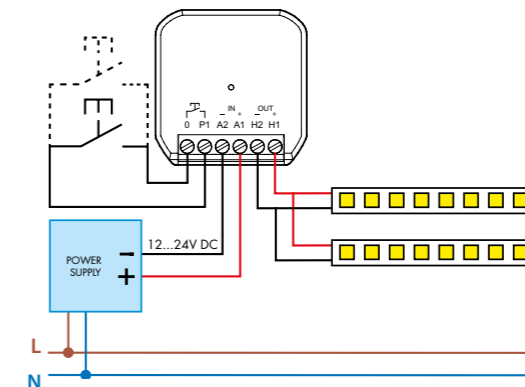 IN OUT
− + − +
0 P1 A2 A1 H2 H1
12...24V DC
POWER
SUPPLY
−
+
L
N